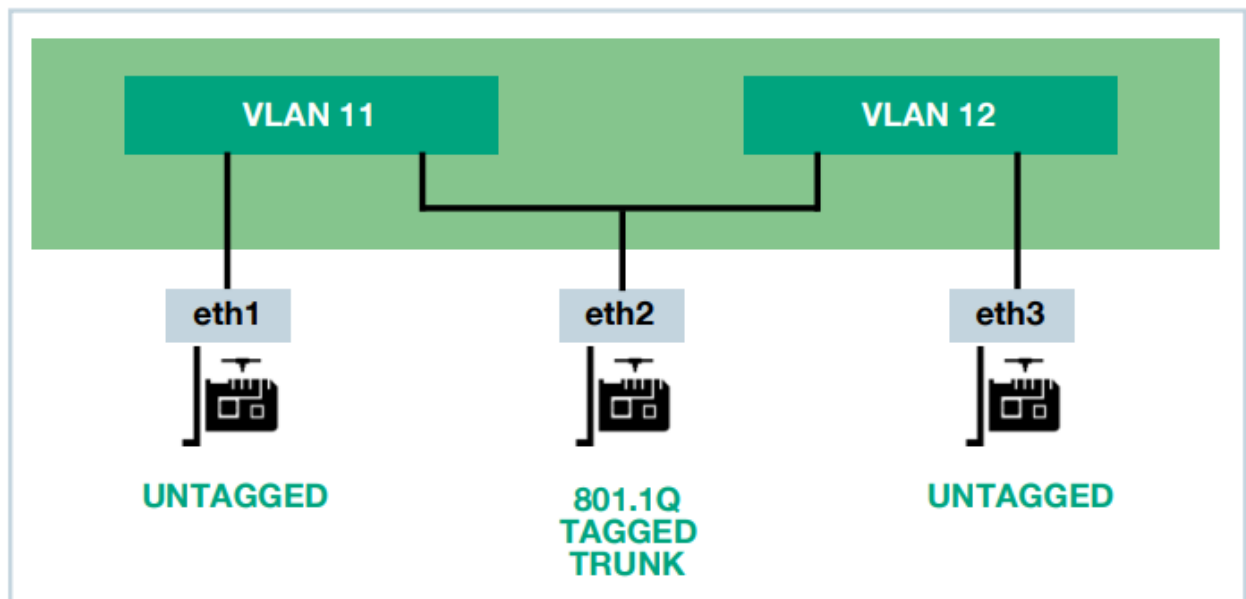 VLAN 11
VLAN 12
eth1
eth2
eth3
UNTAGGED
801.1Q
TAGGED
TRUNK
UNTAGGED